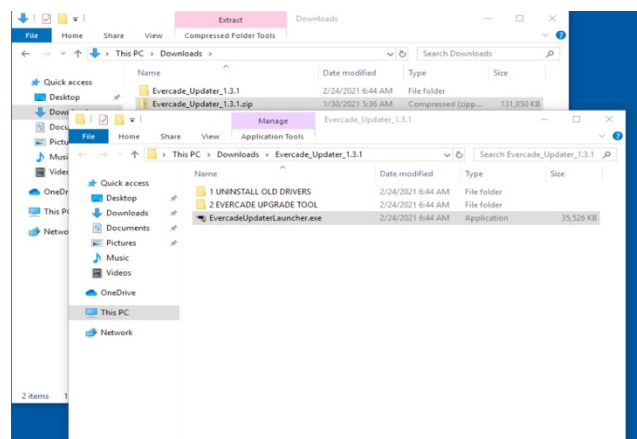 Extract
Downloads
File
Home
Share
View
Compressed Folder Tools
This PC > Downloads >
Search Downloads
Name
Date modified
Type
Size
Quick access
Desktop
Evercade_Updater_1.3.1
2/24/2021 6:44 AM
File folder
Evercade_Updater_1.3.1.zip
1/30/2021 5:36 AM
Compressed (zipp...
131,850 KB
OneDr
This P
Netwo
2 items
Manage
Evercade_Updater_1.3.1
File
Home
Share
View
Application Tools
This PC > Downloads > Evercade_Updater_1.3.1
Search Evercade_Updater_1.3.1
Name
Date modified
Type
Size
Quick access
Desktop
Downloads
Documents
Pictures
Music
Videos
OneDrive
This PC
Network
1 UNINSTALL OLD DRIVERS
2/24/2021 6:44 AM
File folder
2 EVERCADE UPGRADE TOOL
2/24/2021 6:44 AM
File folder
EvercadeUpdaterLauncher.exe
2/24/2021 6:44 AM
Application
35,526 KB